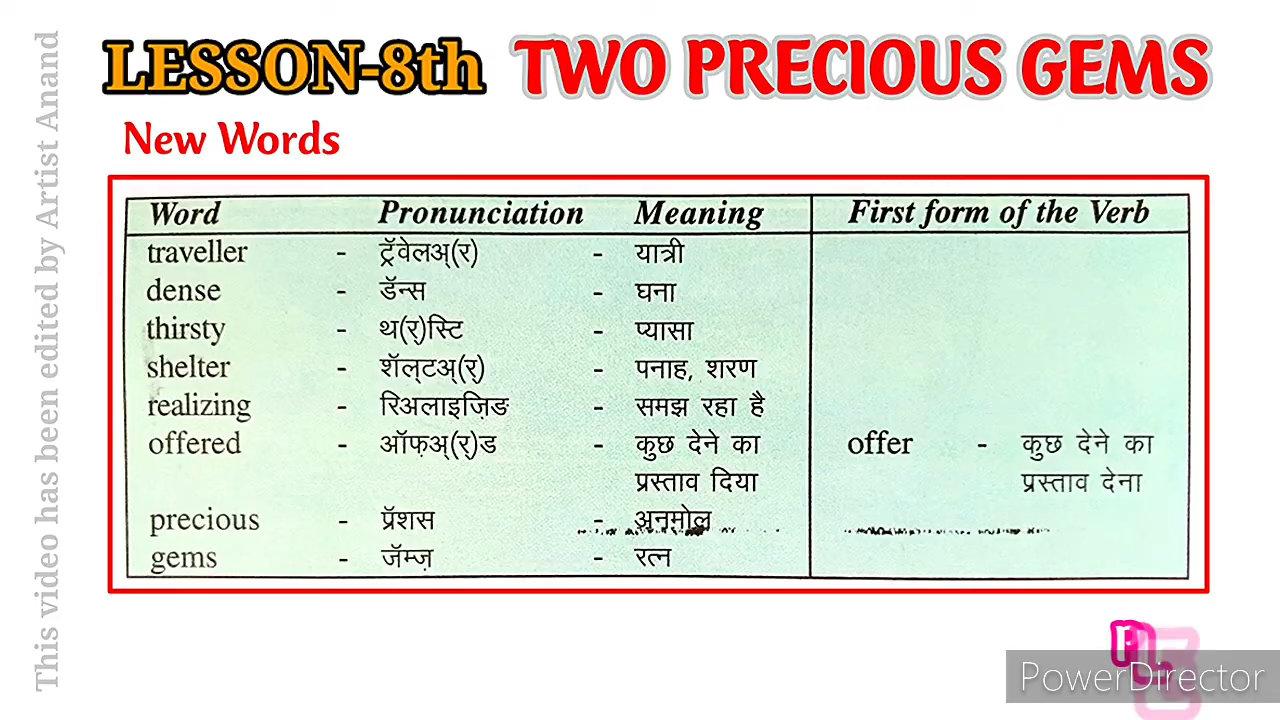 LESSON-8th TWO PRECIOUS GEMS
New Words
Word Pronunciation Meaning First form of the Verb
traveller - ट्रॅवेलअ्(र) - यात्री
dense - डॅन्स - घना
thirsty - थ(र्)स्टि - प्यासा
shelter - शॅल्टअ्(र्) - पनाह, शरण
realizing - रिअलाइज़िङ - समझ रहा है
offered - ऑफ़अ्(र्)ड - कुछ देने का offer - कुछ देने का
प्रस्ताव दिया प्रस्ताव देना
precious - प्रॅशस - अनमोल
gems - जॅम्ज़ - रत्न
This video has been edited by Artist Anand
PowerDirector